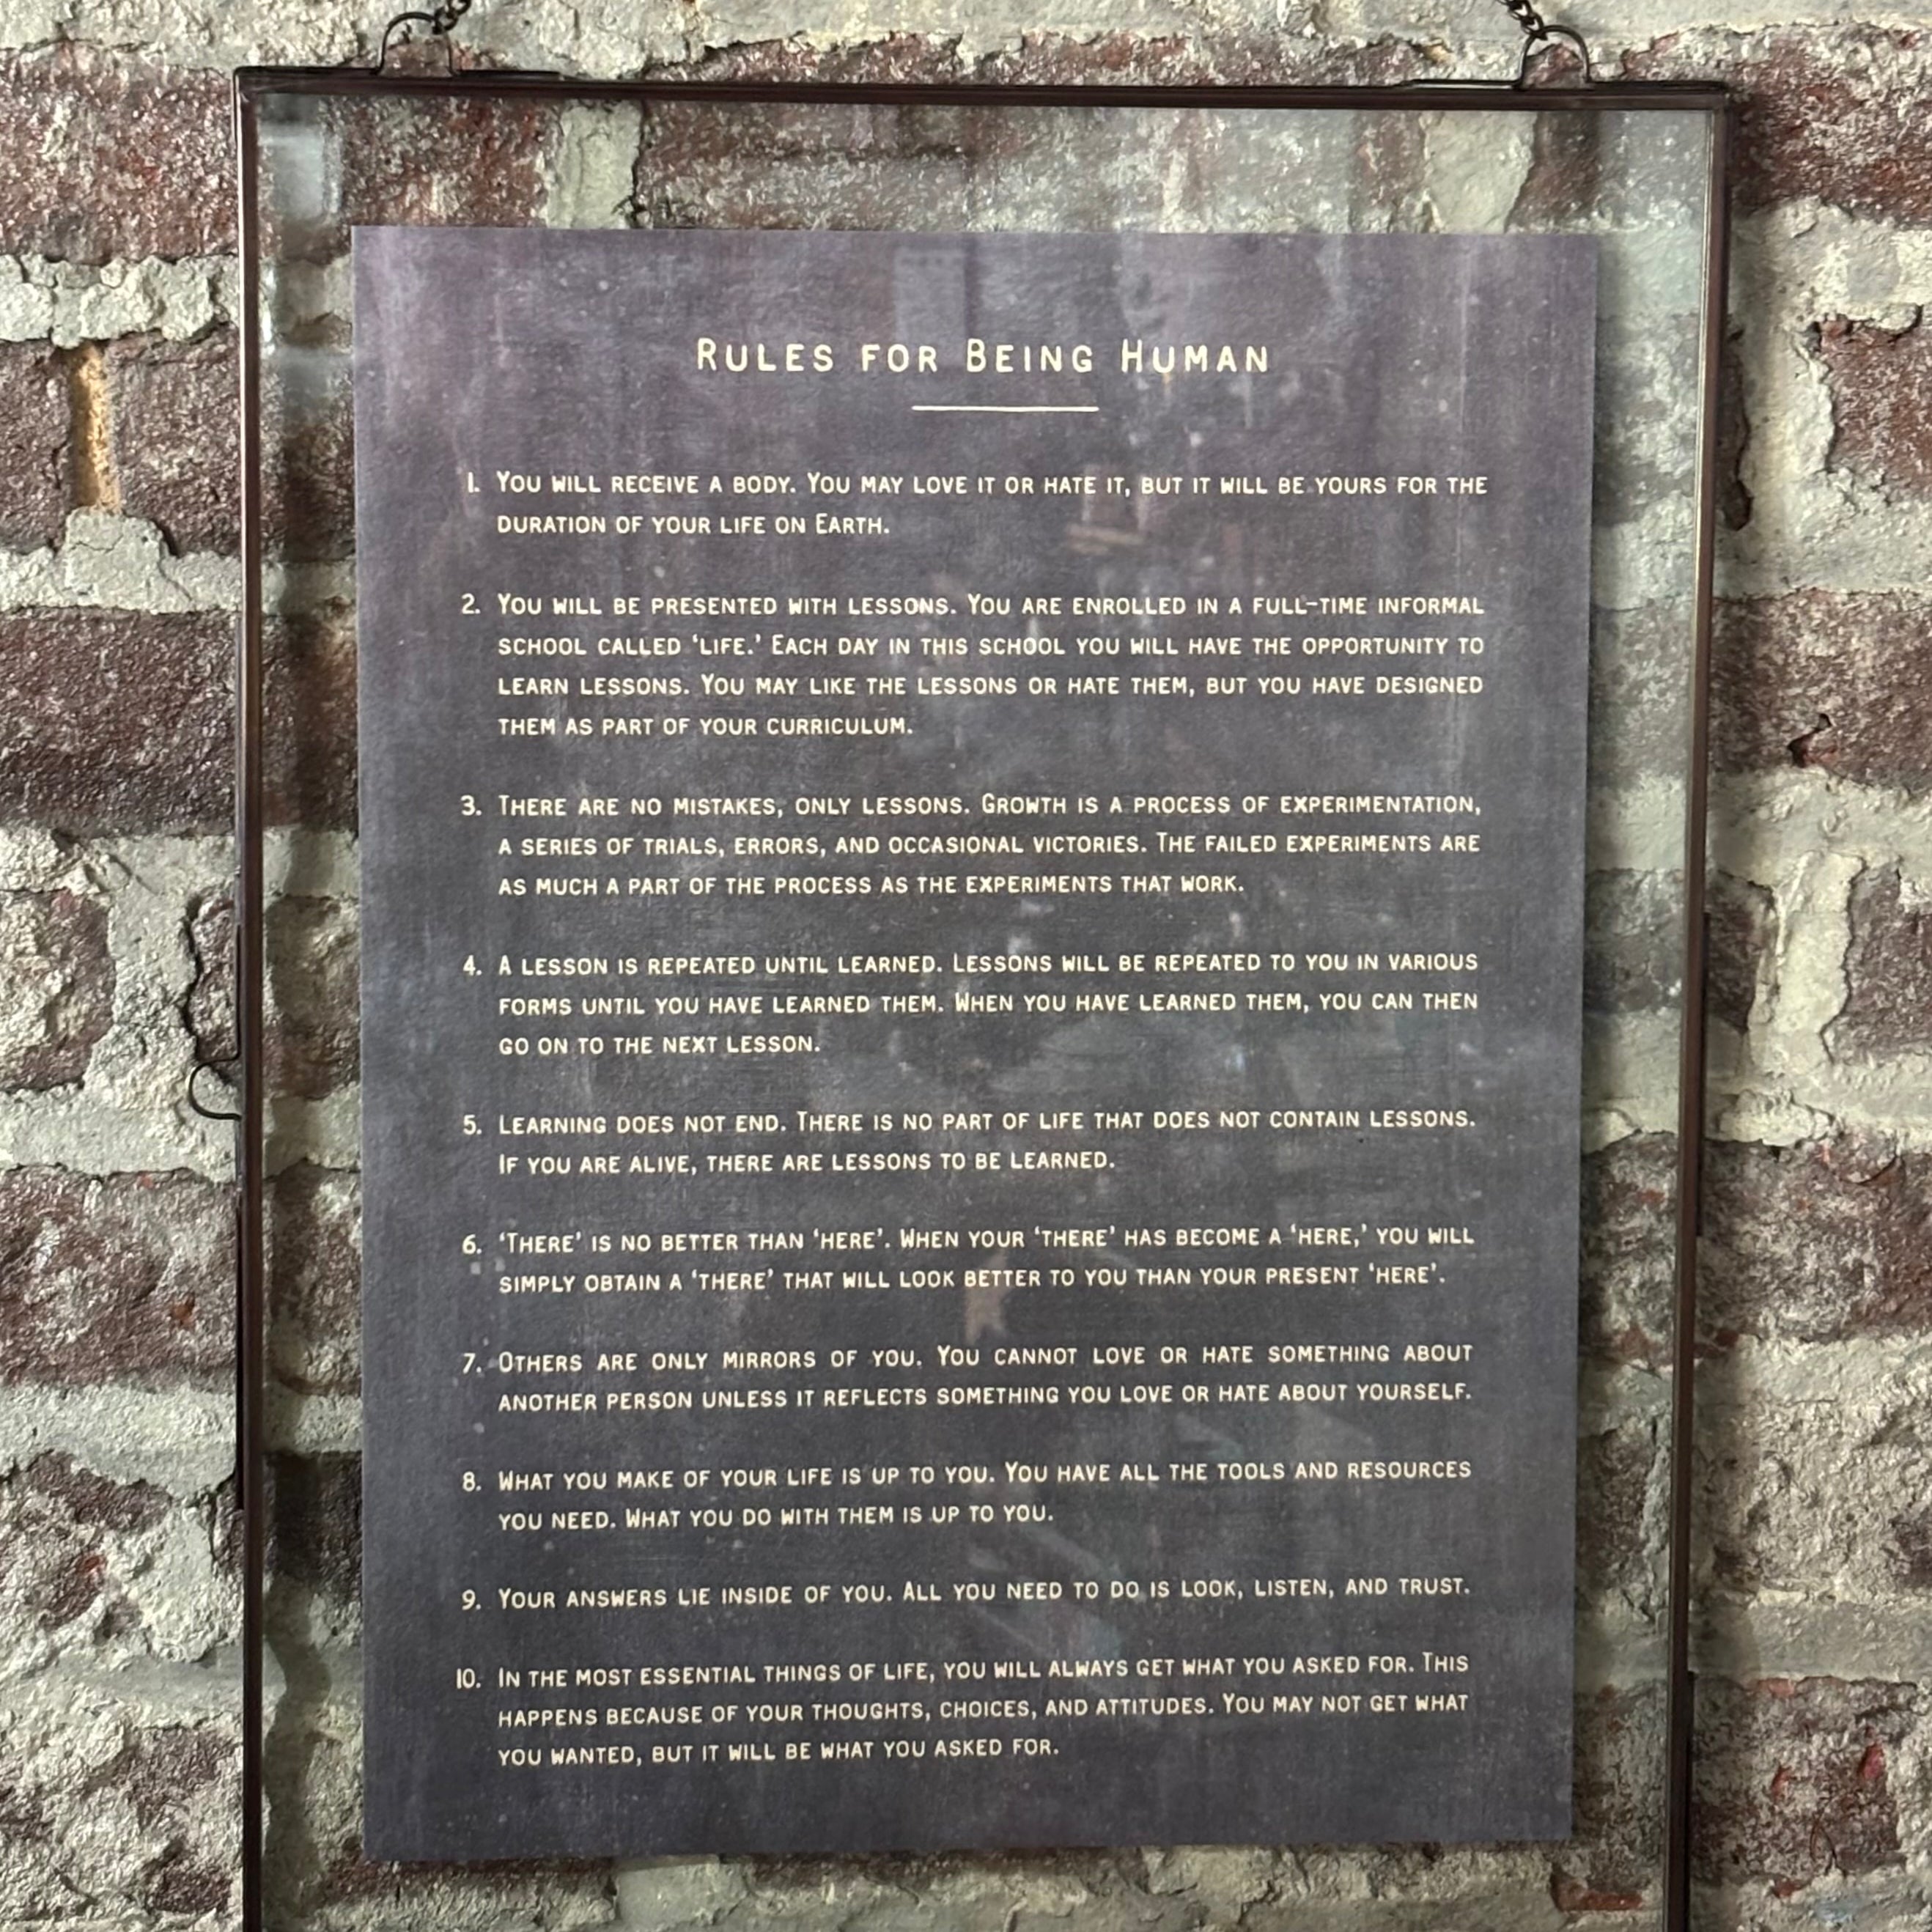 Rules for Being Human
1. You will receive a body. You may love it or hate it, but it will be yours for the
duration of your life on Earth.
2. You will be presented with lessons. You are enrolled in a full-time informal
school called ‘life.’ Each day in this school you will have the opportunity to
learn lessons. You may like the lessons or hate them, but you have designed
them as part of your curriculum.
3. There are no mistakes, only lessons. Growth is a process of experimentation,
a series of trials, errors, and occasional victories. The failed experiments are
as much a part of the process as the experiments that work.
4. A lesson is repeated until learned. Lessons will be repeated to you in various
forms until you have learned them. When you have learned them, you can then
go on to the next lesson.
5. Learning does not end. There is no part of life that does not contain lessons.
If you are alive, there are lessons to be learned.
6. ‘There’ is no better than ‘here’. When your ‘there’ has become a ‘here,’ you will
simply obtain a ‘there’ that will look better to you than your present ‘here’.
7. Others are only mirrors of you. You cannot love or hate something about
another person unless it reflects something you love or hate about yourself.
8. What you make of your life is up to you. You have all the tools and resources
you need. What you do with them is up to you.
9. Your answers lie inside of you. All you need to do is look, listen, and trust.
10. In the most essential things of life, you will always get what you asked for. This
happens because of your thoughts, choices, and attitudes. You may not get what
you wanted, but it will be what you asked for.